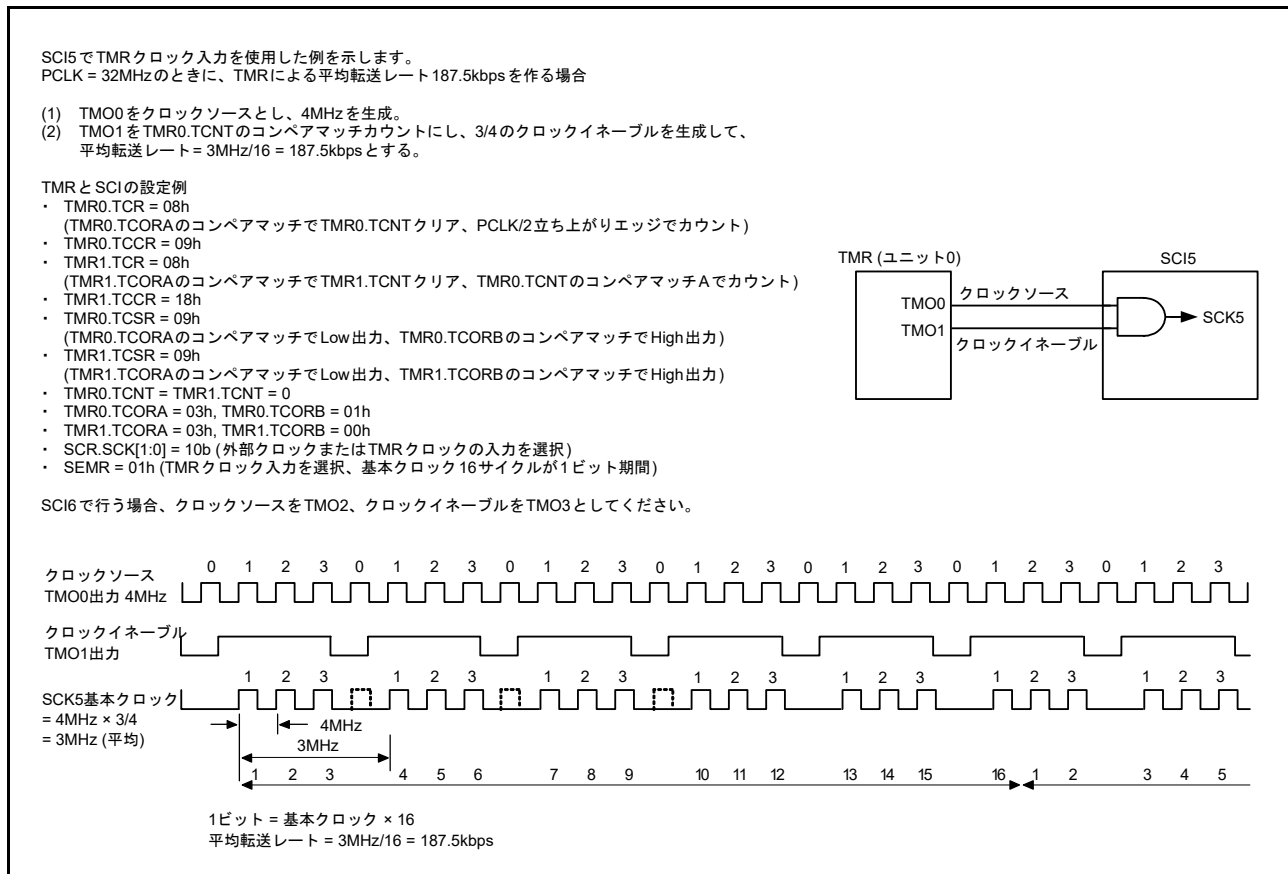 SCI5でTMRクロック入力を使用した例を示します。
PCLK = 32MHzのときに、TMRによる平均転送レート187.5kbpsを作る場合
(1) TMO0をクロックソースとし、4MHzを生成。
(2) TMO1をTMR0.TCNTのコンペアマッチカウントにし、3/4のクロックイネーブルを生成して、
平均転送レート= 3MHz/16 = 187.5kbpsとする。
TMRとSCIの設定例
・ TMR0.TCR = 08h
(TMR0.TCORAのコンペアマッチでTMR0.TCNTクリア、PCLK/2立ち上がりエッジでカウント)
・ TMR0.TCCR = 09h
・ TMR1.TCR = 08h
(TMR1.TCORAのコンペアマッチでTMR1.TCNTクリア、TMR0.TCNTのコンペアマッチAでカウント)
・ TMR1.TCCR = 18h
・ TMR0.TCSR = 09h
(TMR0.TCORAのコンペアマッチでLow出力、TMR0.TCORBのコンペアマッチでHigh出力)
・ TMR1.TCSR = 09h
(TMR1.TCORAのコンペアマッチでLow出力、TMR1.TCORBのコンペアマッチでHigh出力)
・ TMR0.TCNT = TMR1.TCNT = 0
・ TMR0.TCORA = 03h, TMR0.TCORB = 01h
・ TMR1.TCORA = 03h, TMR1.TCORB = 00h
・ SCR.SCK[1:0] = 10b (外部クロックまたはTMRクロックの入力を選択)
・ SEMR = 01h (TMRクロック入力を選択、基本クロック16サイクルが1ビット期間)
SCI6で行う場合、クロックソースをTMO2、クロックイネーブルをTMO3としてください。
TMR (ユニット0)
SCI5
TMO0
クロックソース
TMO1
クロックイネーブル
SCK5
0 1 2 3 0 1 2 3 0 1 2 3 0 1 2 3 0 1 2 3 0 1 2 3 0 1 2 3
クロックソース
TMO0出力 4MHz
クロックイネーブル
TMO1出力
1 2 3 1 2 3 1 2 3 1 2 3 1 2 3 1 2 3 1 2 3
SCK5基本クロック
= 4MHz × 3/4
= 3MHz (平均)
4MHz
3MHz
1 2 3 4 5 6 7 8 9 10 11 12 13 14 15 16 1 2 3 4 5
1ビット = 基本クロック × 16
平均転送レート = 3MHz/16 = 187.5kbps